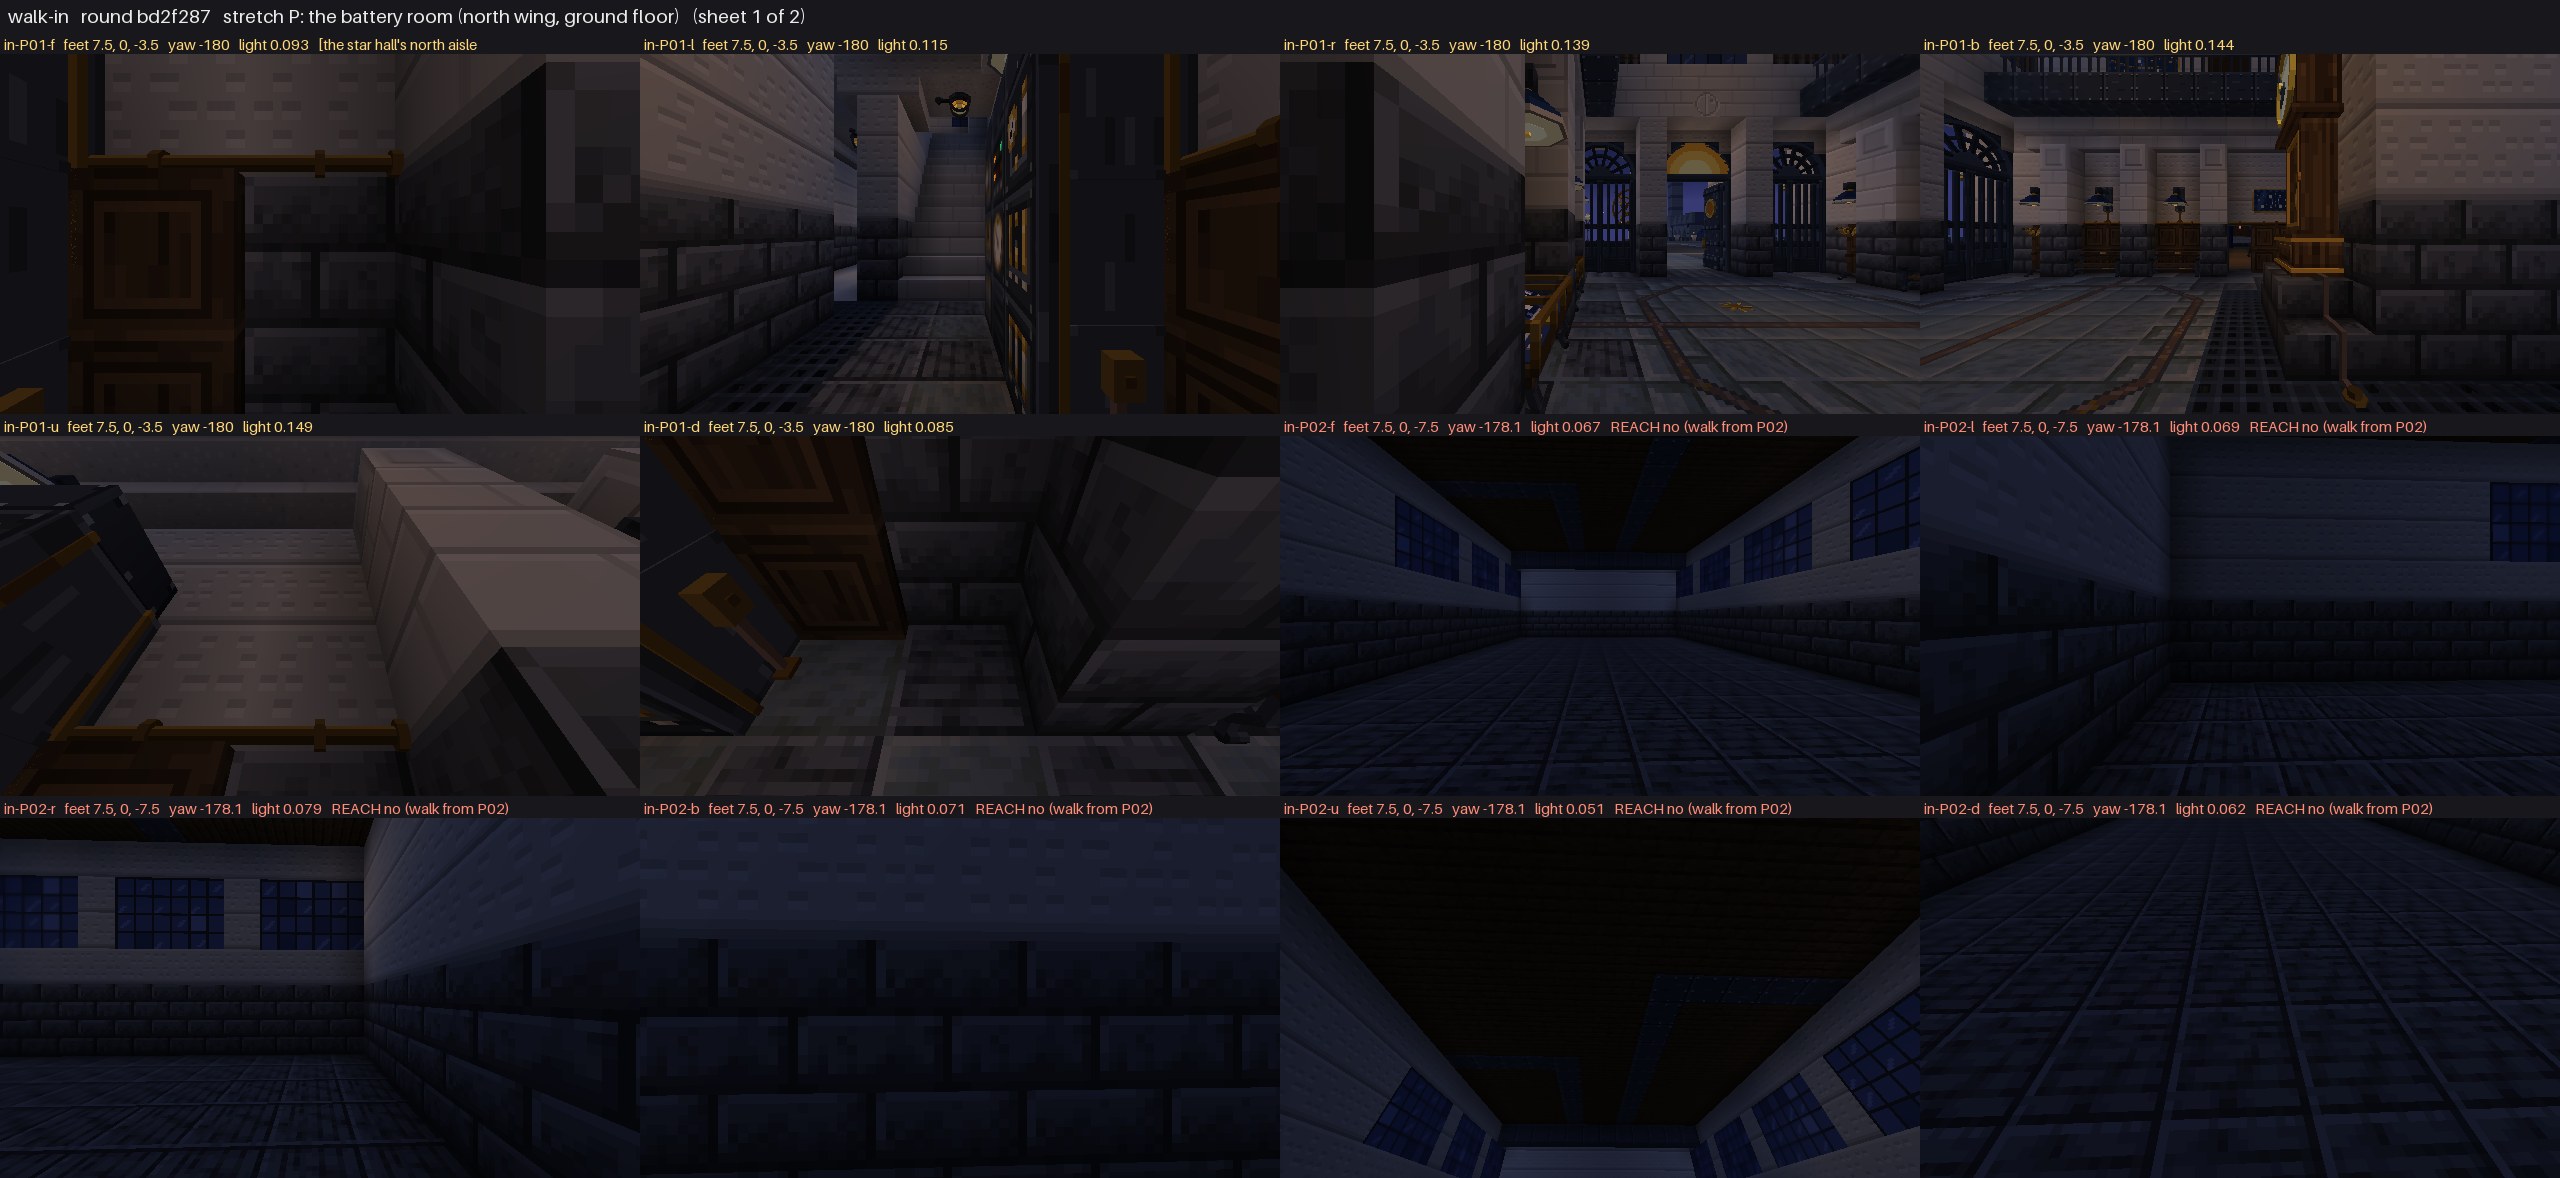 walk-in   round bd2f287   stretch P: the battery room (north wing, ground floor)   (sheet 1 of 2)
in-P01-f  feet 7.5, 0, -3.5   yaw -180   light 0.093   [the star hall's north aisle
in-P01-l  feet 7.5, 0, -3.5   yaw -180   light 0.115
in-P01-r  feet 7.5, 0, -3.5   yaw -180   light 0.139
in-P01-b  feet 7.5, 0, -3.5   yaw -180   light 0.144
in-P01-u  feet 7.5, 0, -3.5   yaw -180   light 0.149
in-P01-d  feet 7.5, 0, -3.5   yaw -180   light 0.085
in-P02-f  feet 7.5, 0, -7.5   yaw -178.1   light 0.067   REACH no (walk from P02)
in-P02-l  feet 7.5, 0, -7.5   yaw -178.1   light 0.069   REACH no (walk from P02)
in-P02-r  feet 7.5, 0, -7.5   yaw -178.1   light 0.079   REACH no (walk from P02)
in-P02-b  feet 7.5, 0, -7.5   yaw -178.1   light 0.071   REACH no (walk from P02)
in-P02-u  feet 7.5, 0, -7.5   yaw -178.1   light 0.051   REACH no (walk from P02)
in-P02-d  feet 7.5, 0, -7.5   yaw -178.1   light 0.062   REACH no (walk from P02)